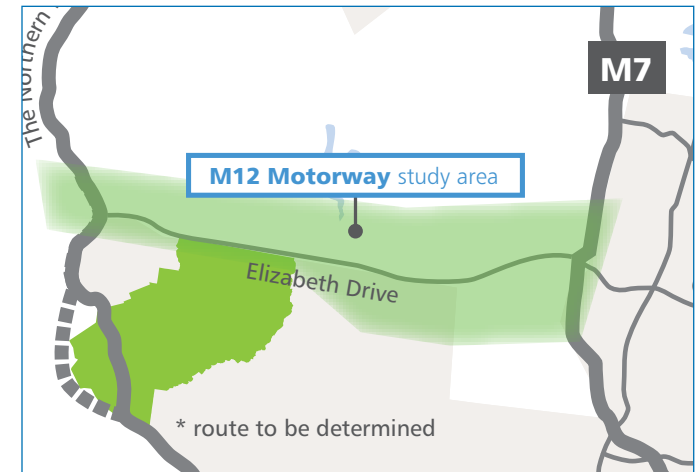 The Northern
M7
M12 Motorway study area
Elizabeth Drive
* route to be determined